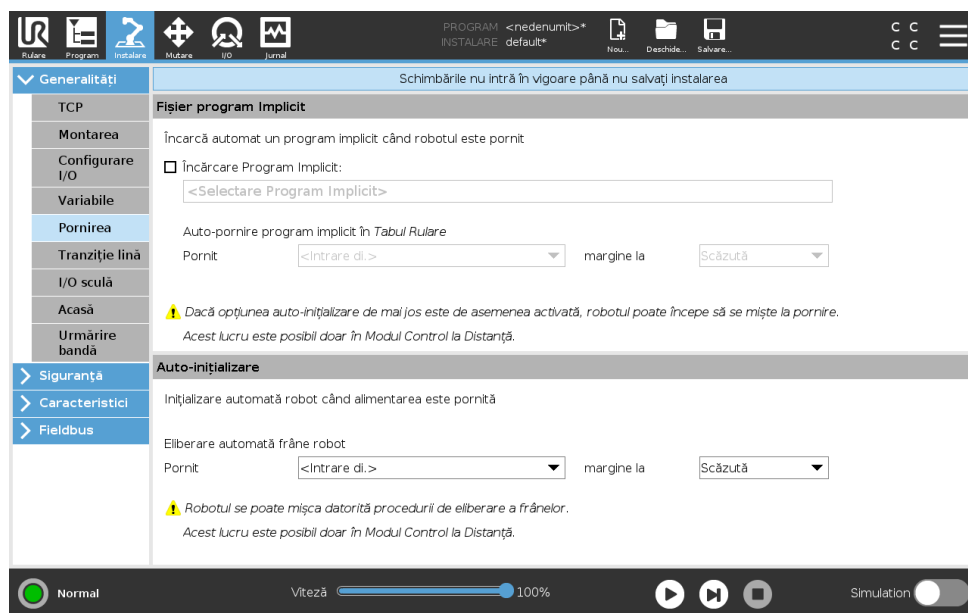 PROGRAM <nedenumit>*
INSTALARE default*
Rulare Program Instalare Mutare I/O Jurnal Nou... Deschide... Salvare...
C C
C C
Generalități
TCP
Montarea
Configurare
I/O
Variabile
Pornirea
Tranziție lină
I/O sculă
Acasă
Urmărire
bandă
Siguranță
Caracteristici
Fieldbus
Schimbările nu intră în vigoare până nu salvați instalarea
Fișier program Implicit
Încarcă automat un program implicit când robotul este pornit
Încărcare Program Implicit:
<Selectare Program Implicit>
Auto-pornire program implicit în Tabul Rulare
Pornit <Intrare di.> margine la Scăzută
Dacă opțiunea auto-inițializare de mai jos este de asemenea activată, robotul poate începe să se miște la pornire.
Acest lucru este posibil doar în Modul Control la Distanță.
Auto-inițializare
Inițializare automată robot când alimentarea este pornită
Eliberare automată frâne robot
Pornit <Intrare di.> margine la Scăzută
Robotul se poate mișca datorită procedurii de eliberare a frânelor.
Acest lucru este posibil doar în Modul Control la Distanță.
Normal Viteză 100% Simulation